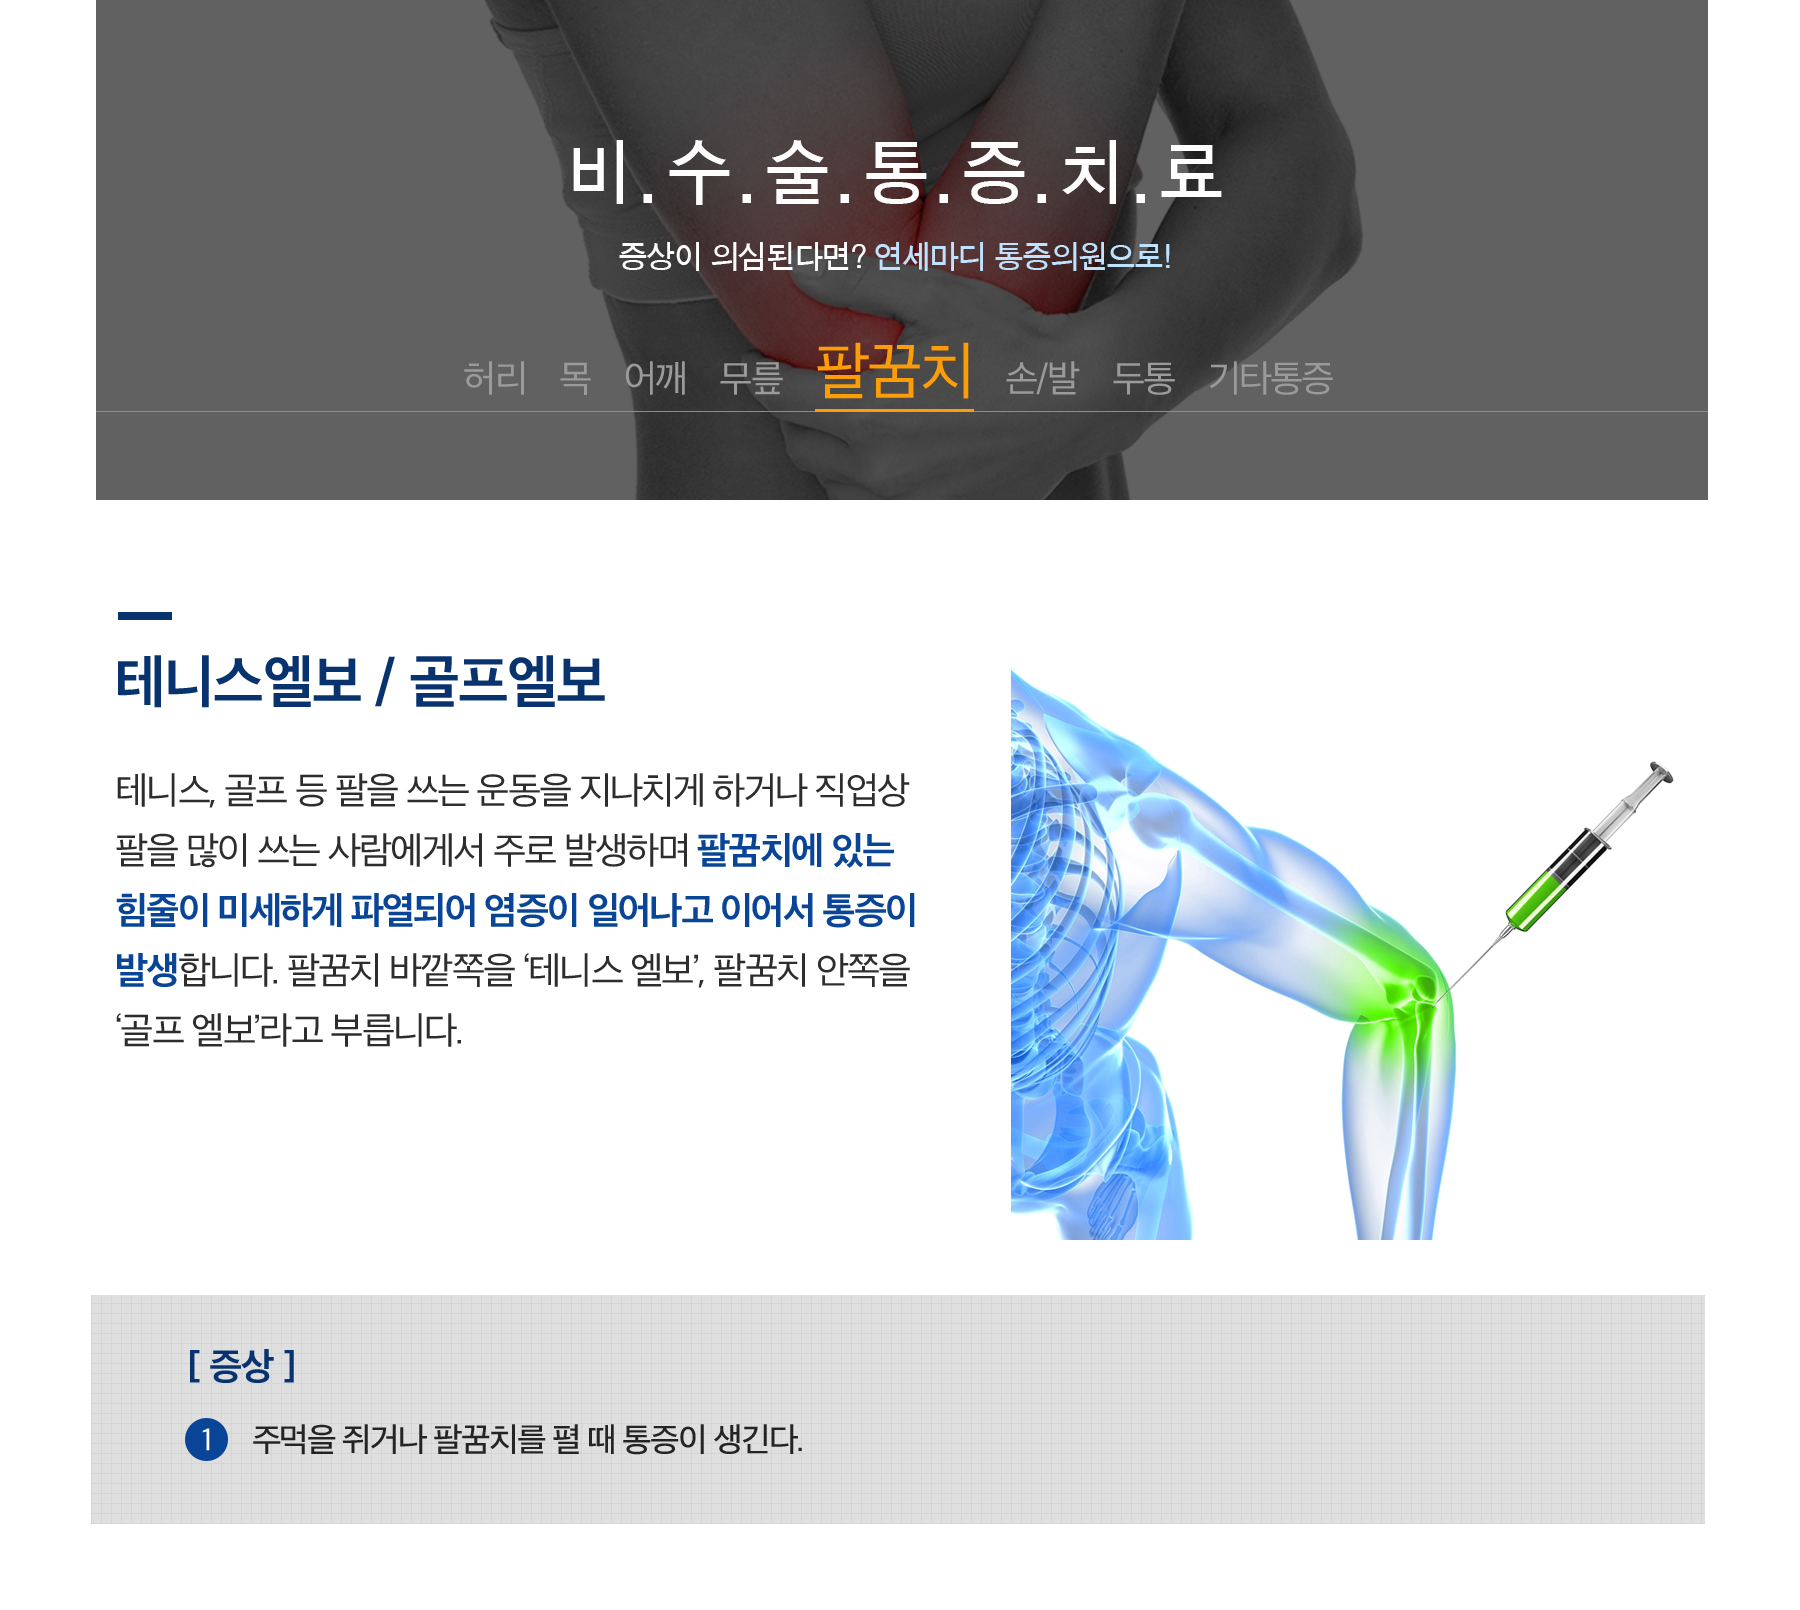 비.수.술.통.증.치.료
증상이 의심된다면? 연세마디 통증의원으로!
허리 목 어깨 무릎 팔꿈치 손/발 두통 기타통증
테니스엘보 / 골프엘보
테니스, 골프 등 팔을 쓰는 운동을 지나치게 하거나 직업상
팔을 많이 쓰는 사람에게서 주로 발생하며 팔꿈치에 있는
힘줄이 미세하게 파열되어 염증이 일어나고 이어서 통증이
발생합니다. 팔꿈치 바깥쪽을 ‘테니스 엘보’, 팔꿈치 안쪽을
‘골프 엘보’라고 부릅니다.
[ 증상 ]
1 주먹을 쥐거나 팔꿈치를 펼 때 통증이 생긴다.